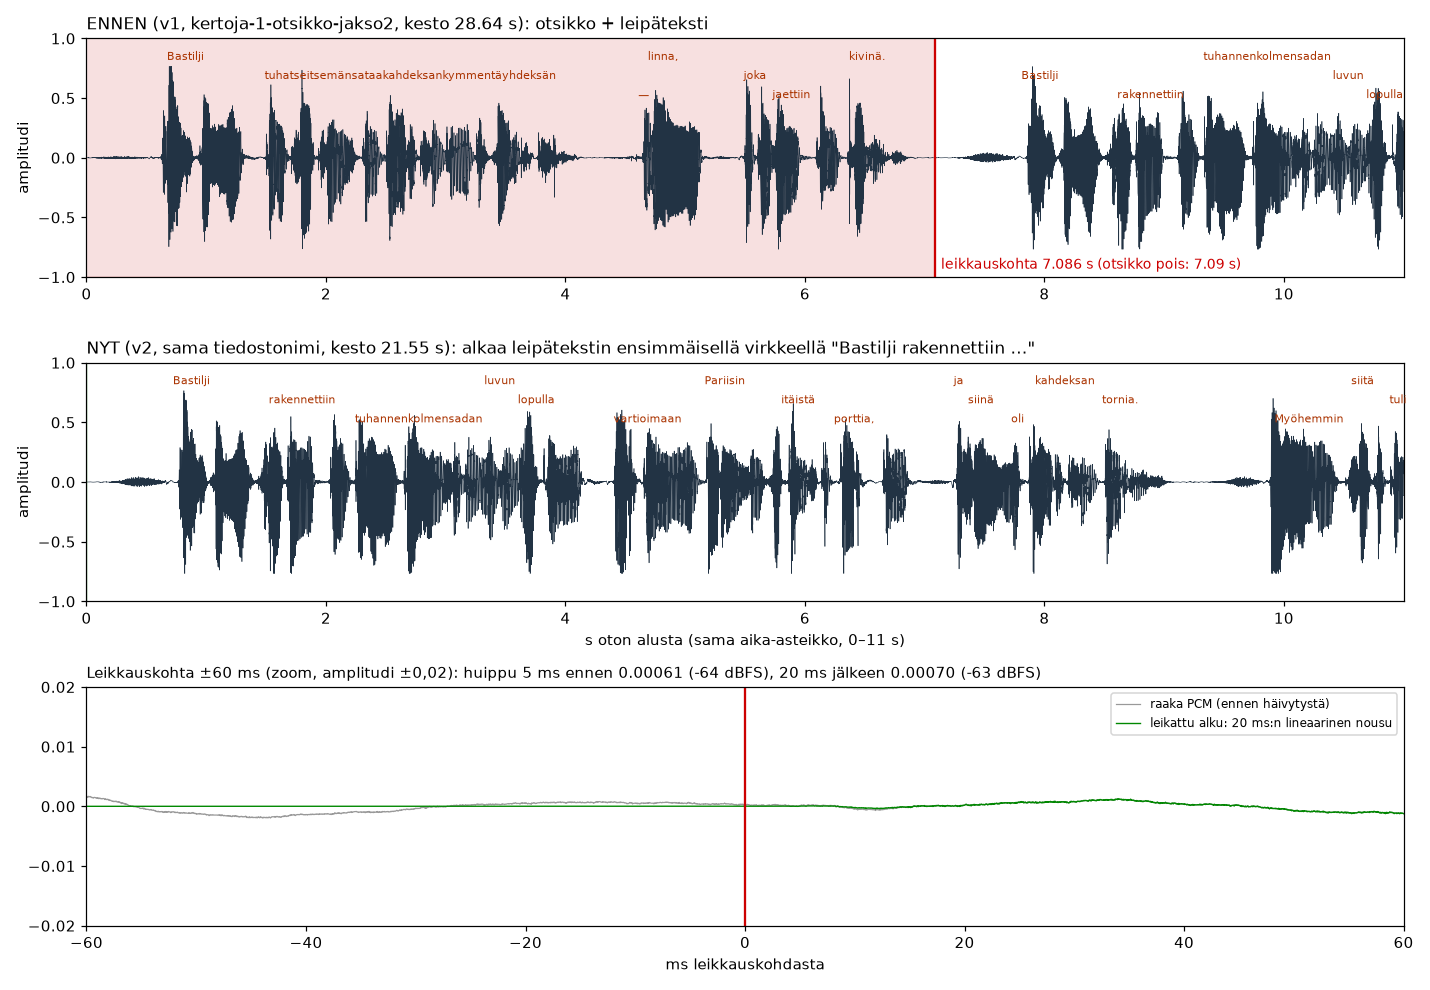 ENNEN (v1, kertoja-1-otsikko-jakso2, kesto 28.64 s): otsikko + leipäteksti
amplitudi
1.0
0.5
0.0
−0.5
−1.0
Bastilji linna, kivinä. tuhannenkolmensadan
tuhatseitsemänsataakahdeksankymmentäyhdeksän joka Bastilji luvun
— jaettiin rakennettiin lopulla
leikkauskohta 7.086 s (otsikko pois: 7.09 s)
0 2 4 6 8 10
NYT (v2, sama tiedostonimi, kesto 21.55 s): alkaa leipätekstin ensimmäisellä virkkeellä "Bastilji rakennettiin ..."
amplitudi
1.0
0.5
0.0
−0.5
−1.0
Bastilji luvun Pariisin ja kahdeksan siitä
rakennettiin lopulla itäistä siinä tornia. tuli
tuhannenkolmensadan vartioimaan porttia, oli Myöhemmin
0 2 4 6 8 10
s oton alusta (sama aika-asteikko, 0–11 s)
Leikkauskohta ±60 ms (zoom, amplitudi ±0,02): huippu 5 ms ennen 0.00061 (-64 dBFS), 20 ms jälkeen 0.00070 (-63 dBFS)
0.02
0.01
0.00
−0.01
−0.02
raaka PCM (ennen häivytystä)
leikattu alku: 20 ms:n lineaarinen nousu
−60 −40 −20 0 20 40 60
ms leikkauskohdasta